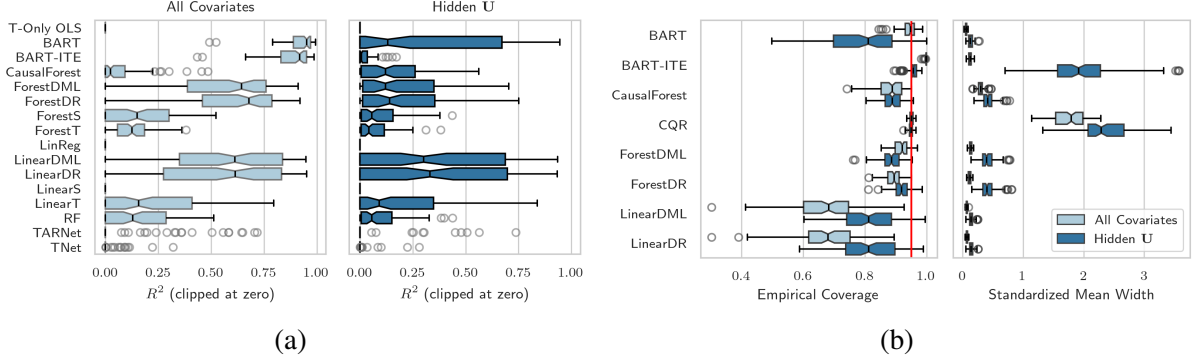 All Covariates
Hidden U
T-Only OLS
BART
BART-ITE
CausalForest
ForestDML
ForestDR
ForestS
ForestT
LinReg
LinearDML
LinearDR
LinearS
LinearT
RF
TARNet
TNet
0.00 0.25 0.50 0.75 1.00
R² (clipped at zero)
0.00 0.25 0.50 0.75 1.00
R² (clipped at zero)
(a)
BART
BART-ITE
CausalForest
CQR
ForestDML
ForestDR
LinearDML
LinearDR
0.4 0.6 0.8 1.0
Empirical Coverage
All Covariates
Hidden U
0 1 2 3
Standardized Mean Width
(b)